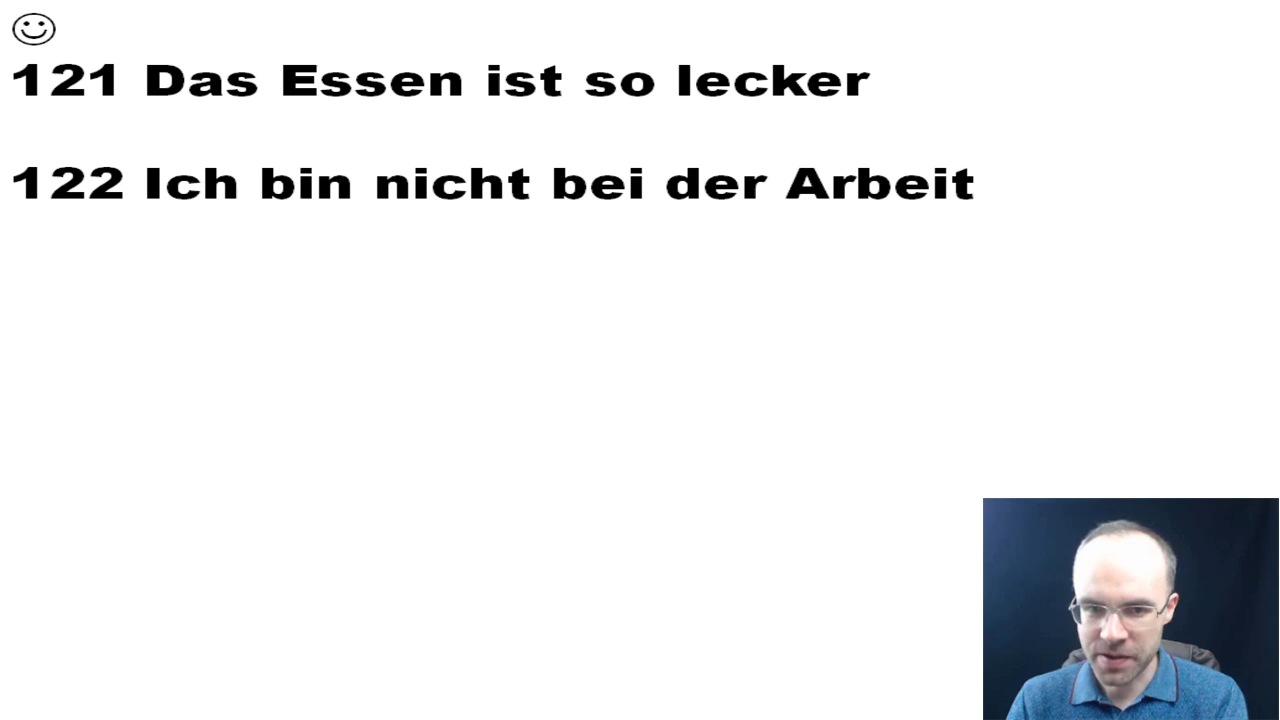 121 Das Essen ist so lecker
122 Ich bin nicht bei der Arbeit